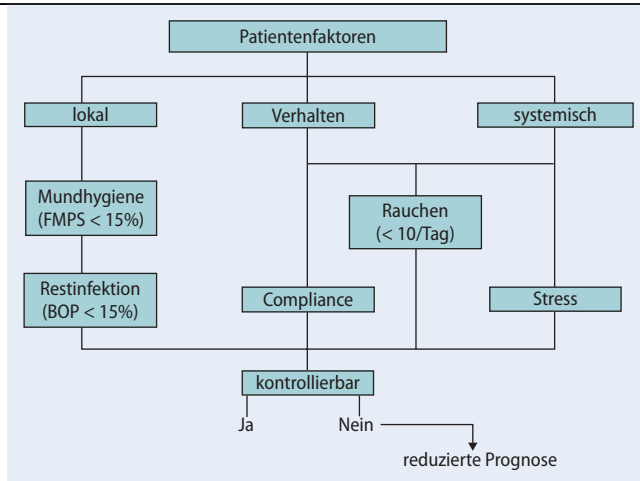 Patientenfaktoren
lokal
Verhalten
systemisch
Mundhygiene
(FMPS < 15%)
Rauchen
(< 10/Tag)
Restinfektion
(BOP < 15%)
Compliance
Stress
kontrollierbar
Ja
Nein
reduzierte Prognose